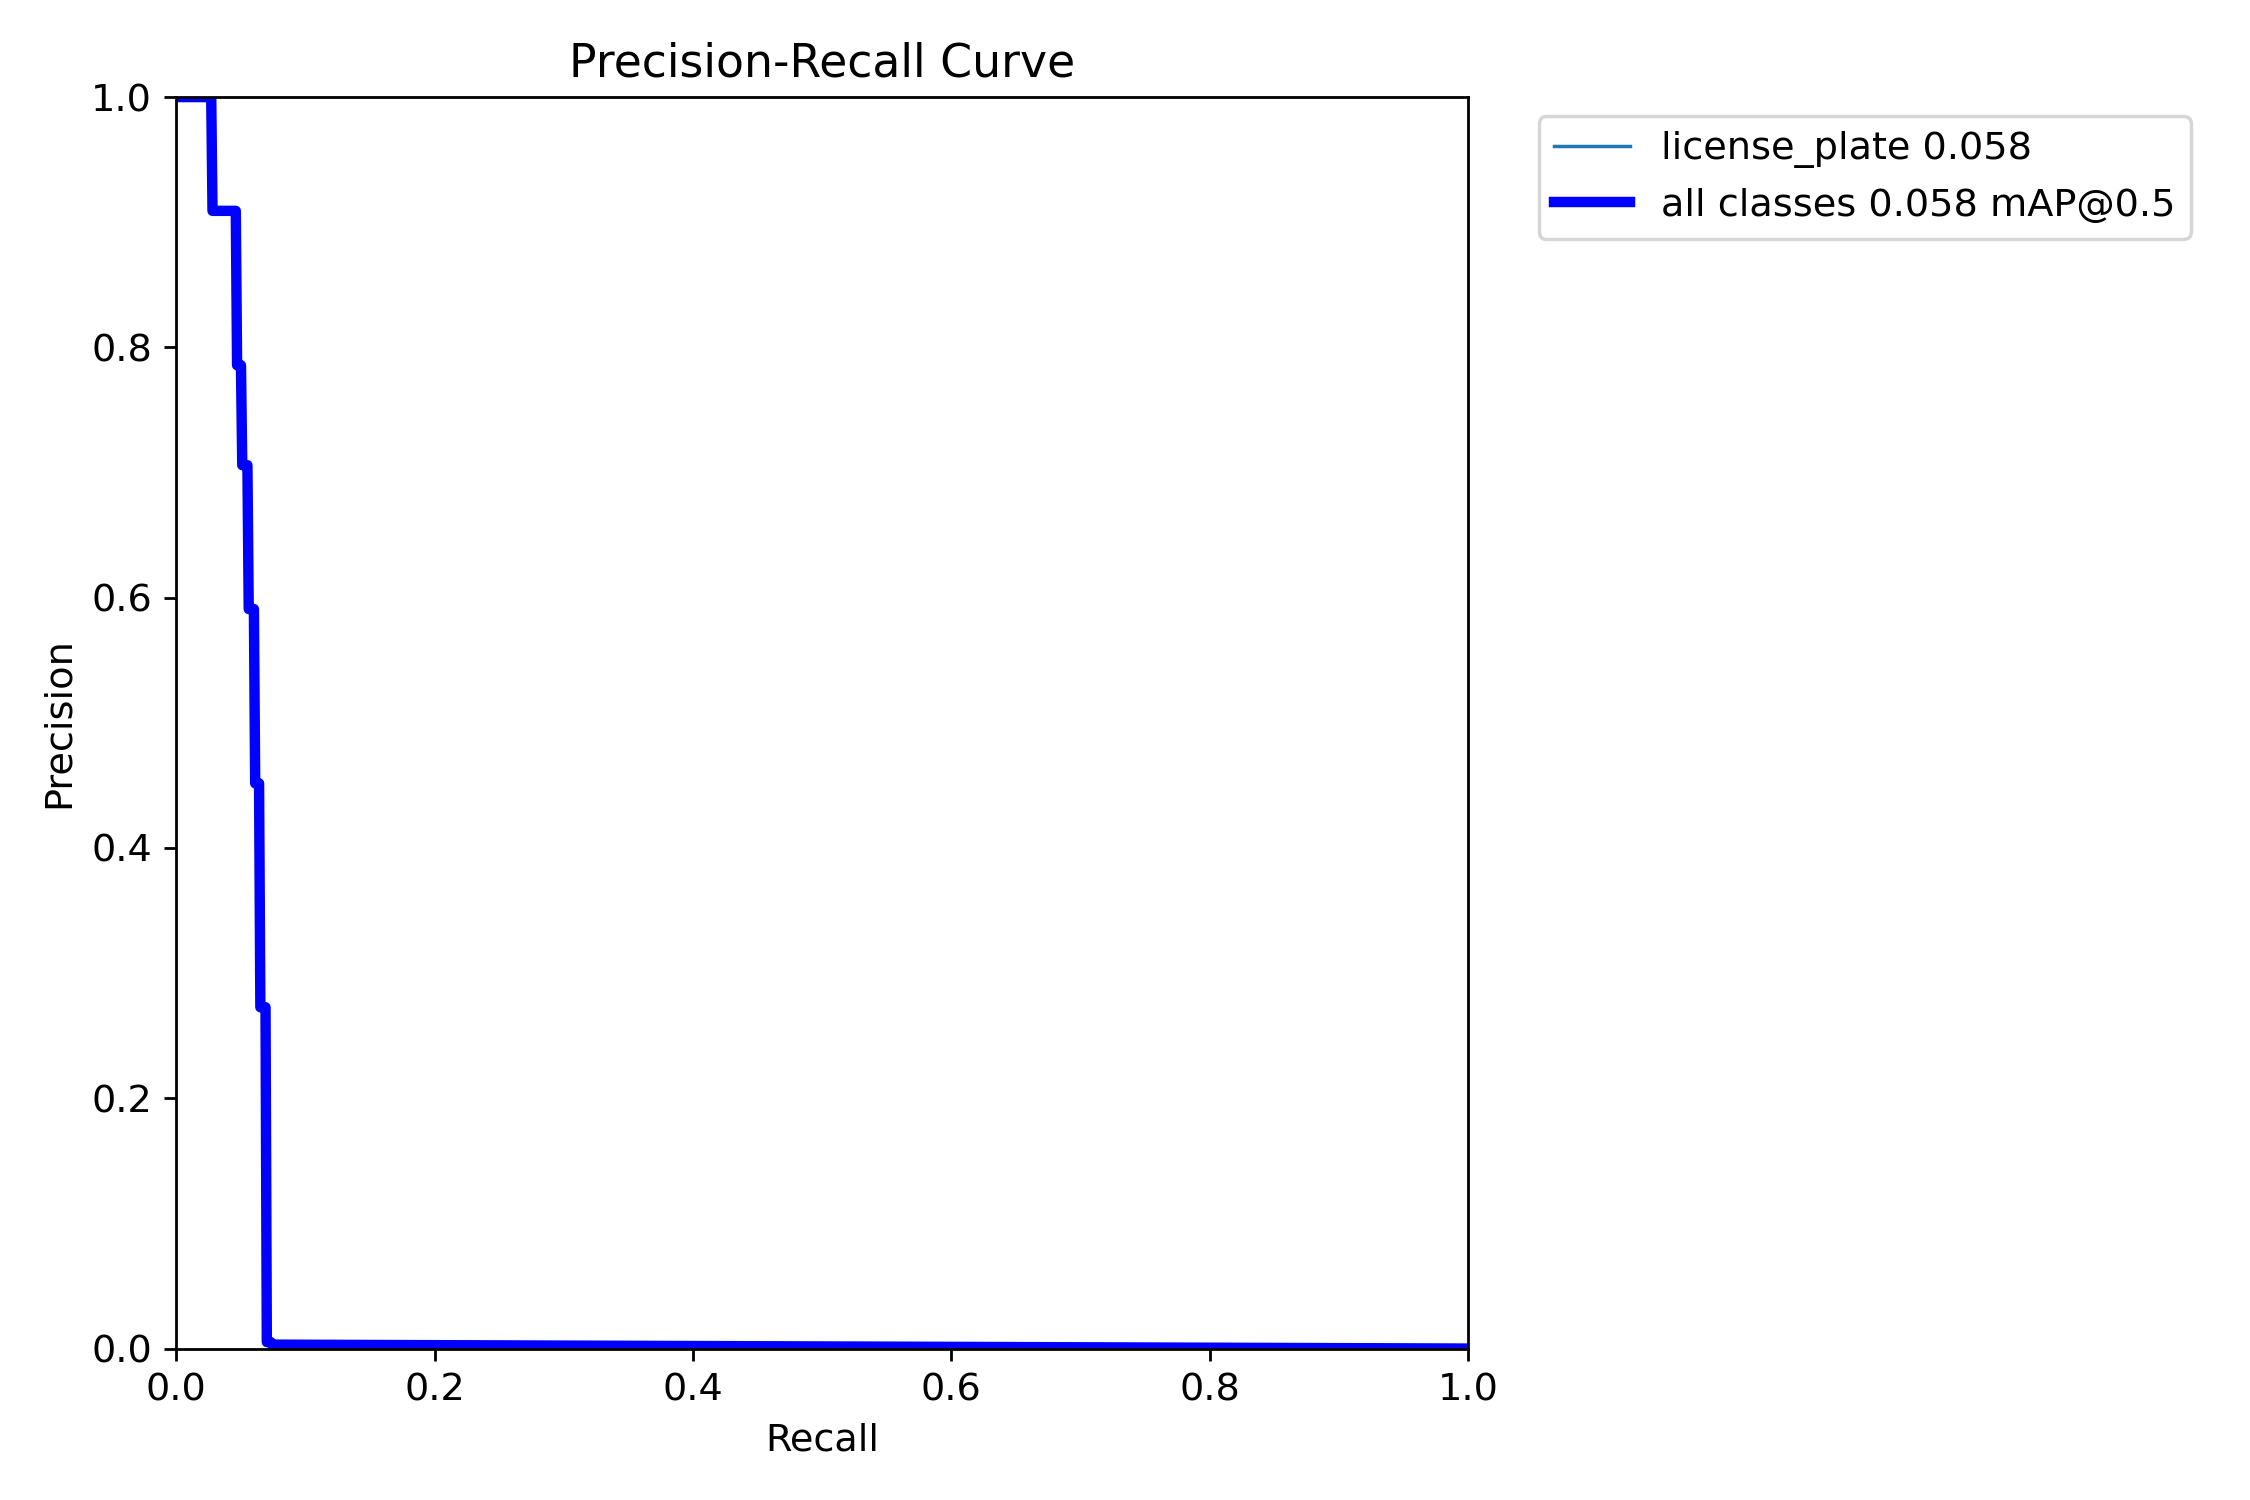 Precision-Recall Curve
1.0
0.8
0.6
0.4
0.2
0.0
Precision
0.0 0.2 0.4 0.6 0.8 1.0
Recall
license_plate 0.058
all classes 0.058 mAP@0.5